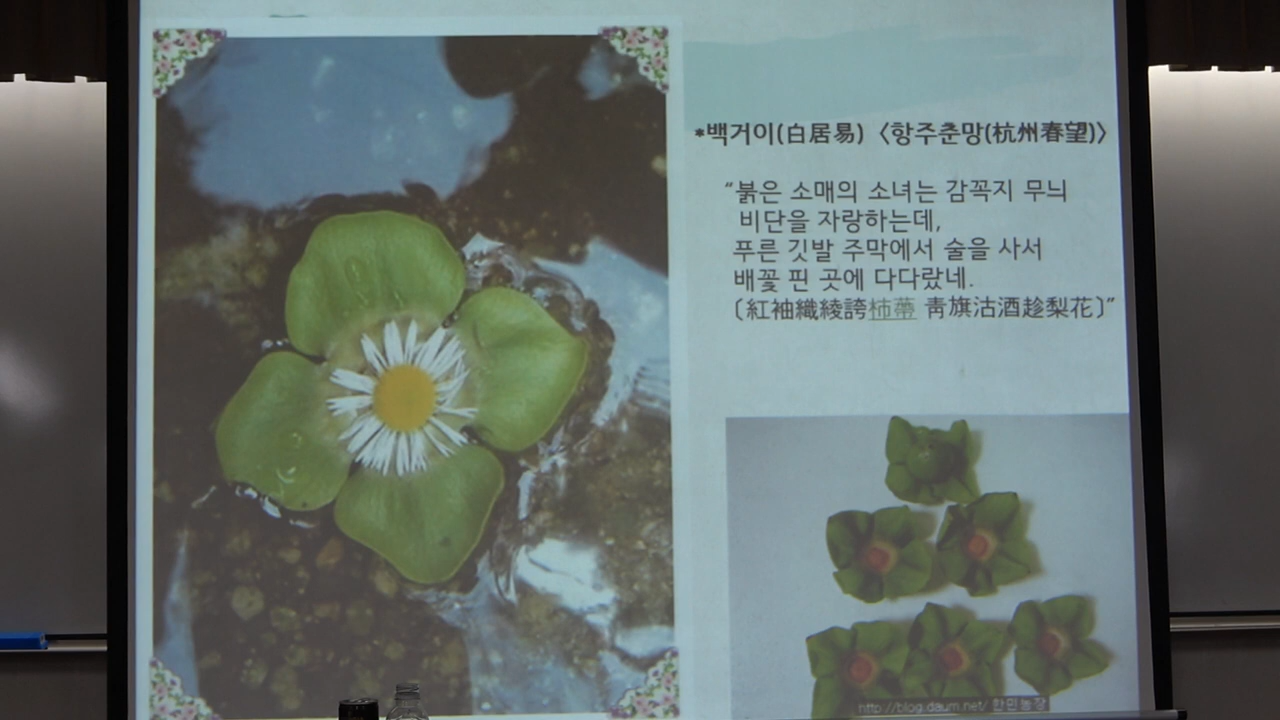 *백거이(白居易) 〈항주춘망(杭州春望)〉
“붉은 소매의 소녀는 감꼭지 무늬
비단을 자랑하는데,
푸른 깃발 주막에서 술을 사서
배꽃 핀 곳에 다다랐네.
〔紅袖織綾誇柿蔕 靑旗沽酒趁梨花〕”
http://blog.daum.net/ 한민농장